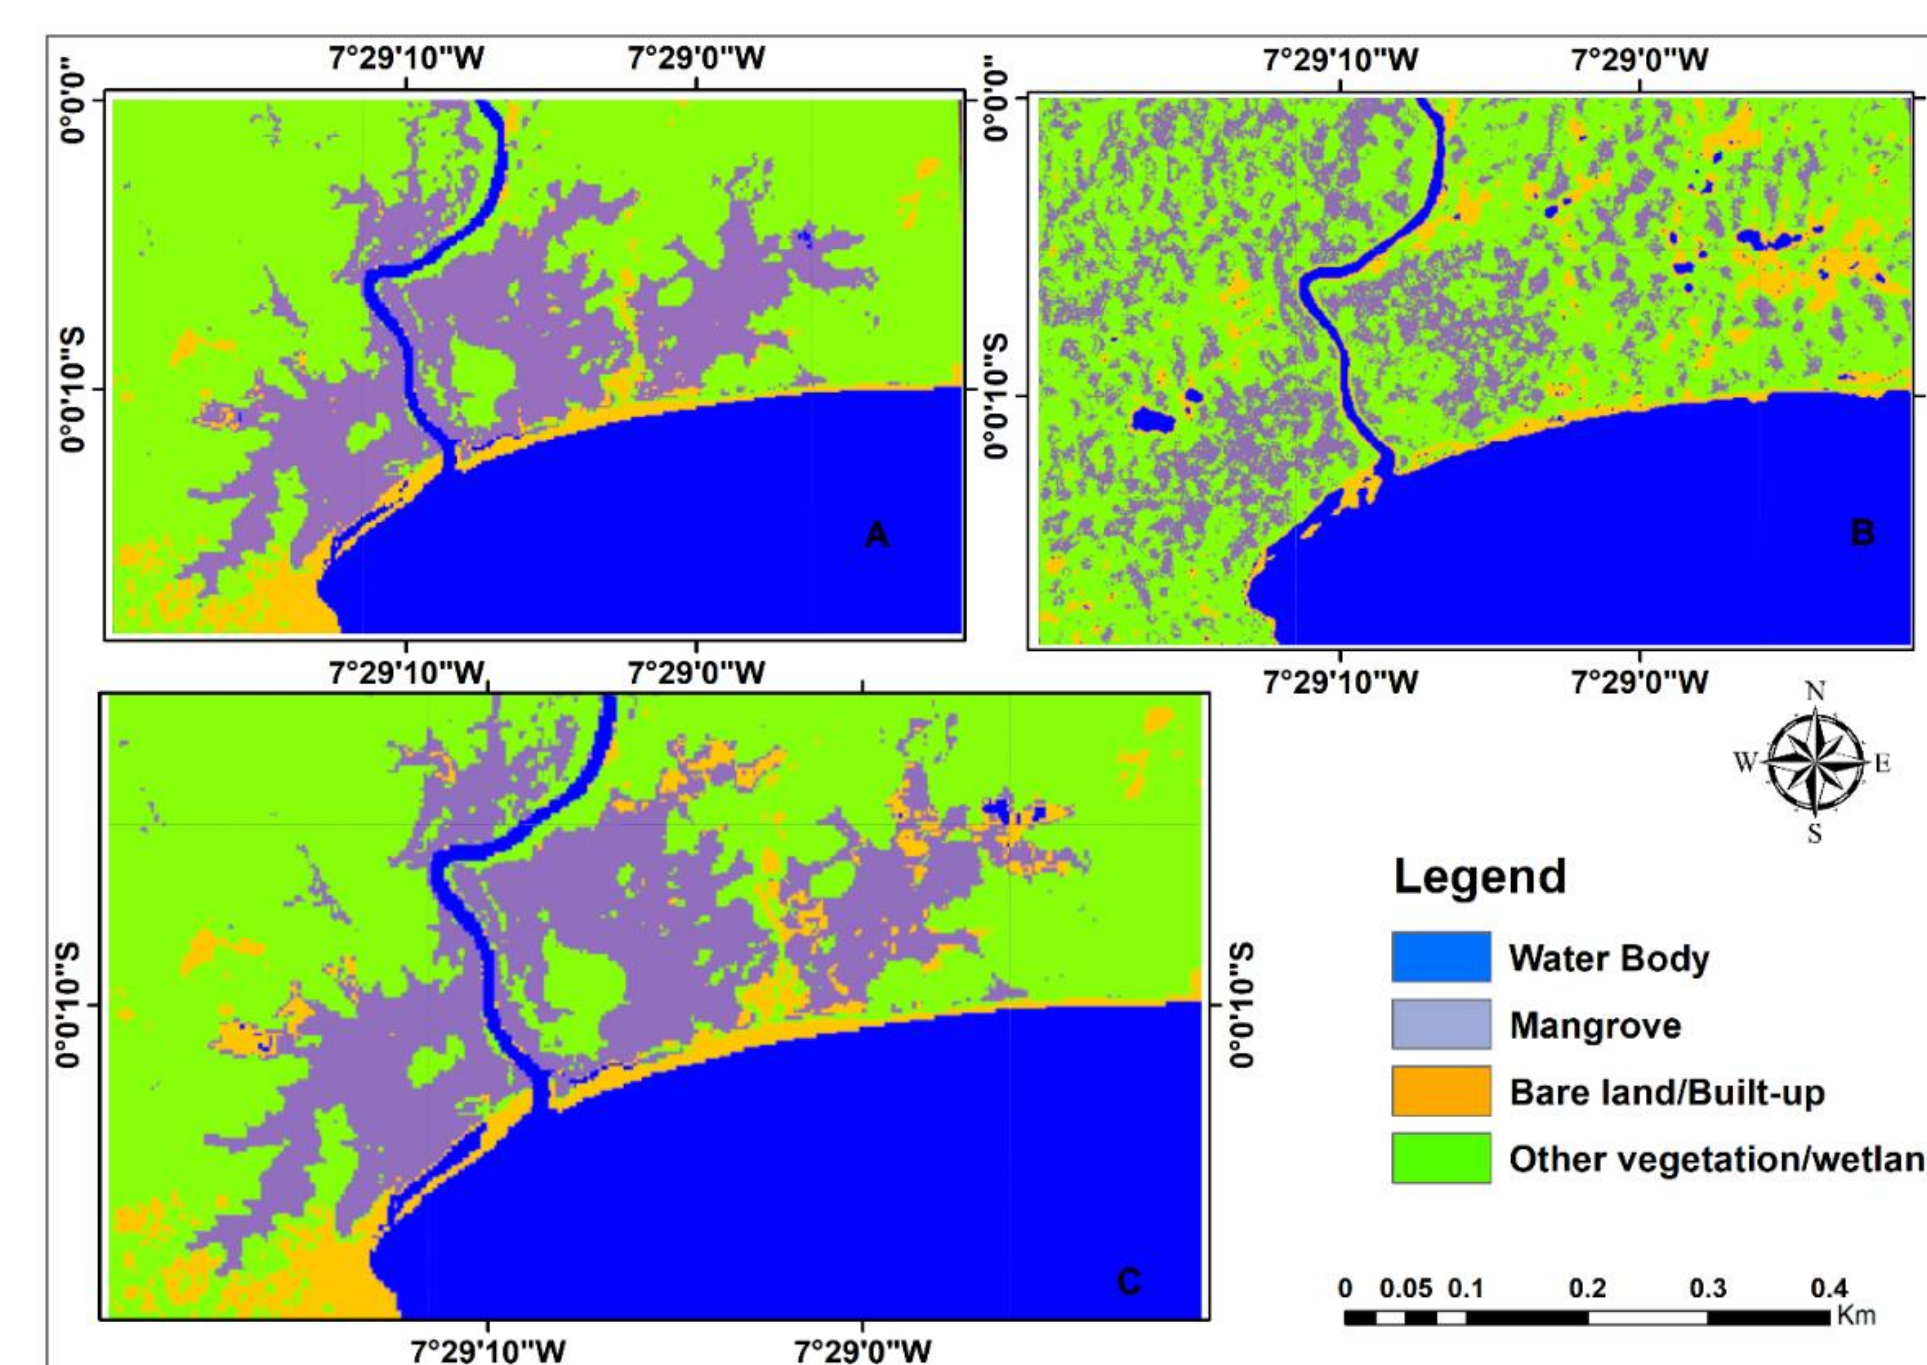 7°29'10"W 7°29'0"W
7°29'10"W 7°29'0"W
0°0'0"
0°0'10"S
A
0°0'0"
0°0'10"S
B
7°29'10"W 7°29'0"W
7°29'10"W 7°29'0"W
0°0'10"S
0°0'10"S
C
7°29'10"W 7°29'0"W
N
W E
S
Legend
Water Body
Mangrove
Bare land/Built-up
Other vegetation/wetlan
0 0.05 0.1 0.2 0.3 0.4
Km